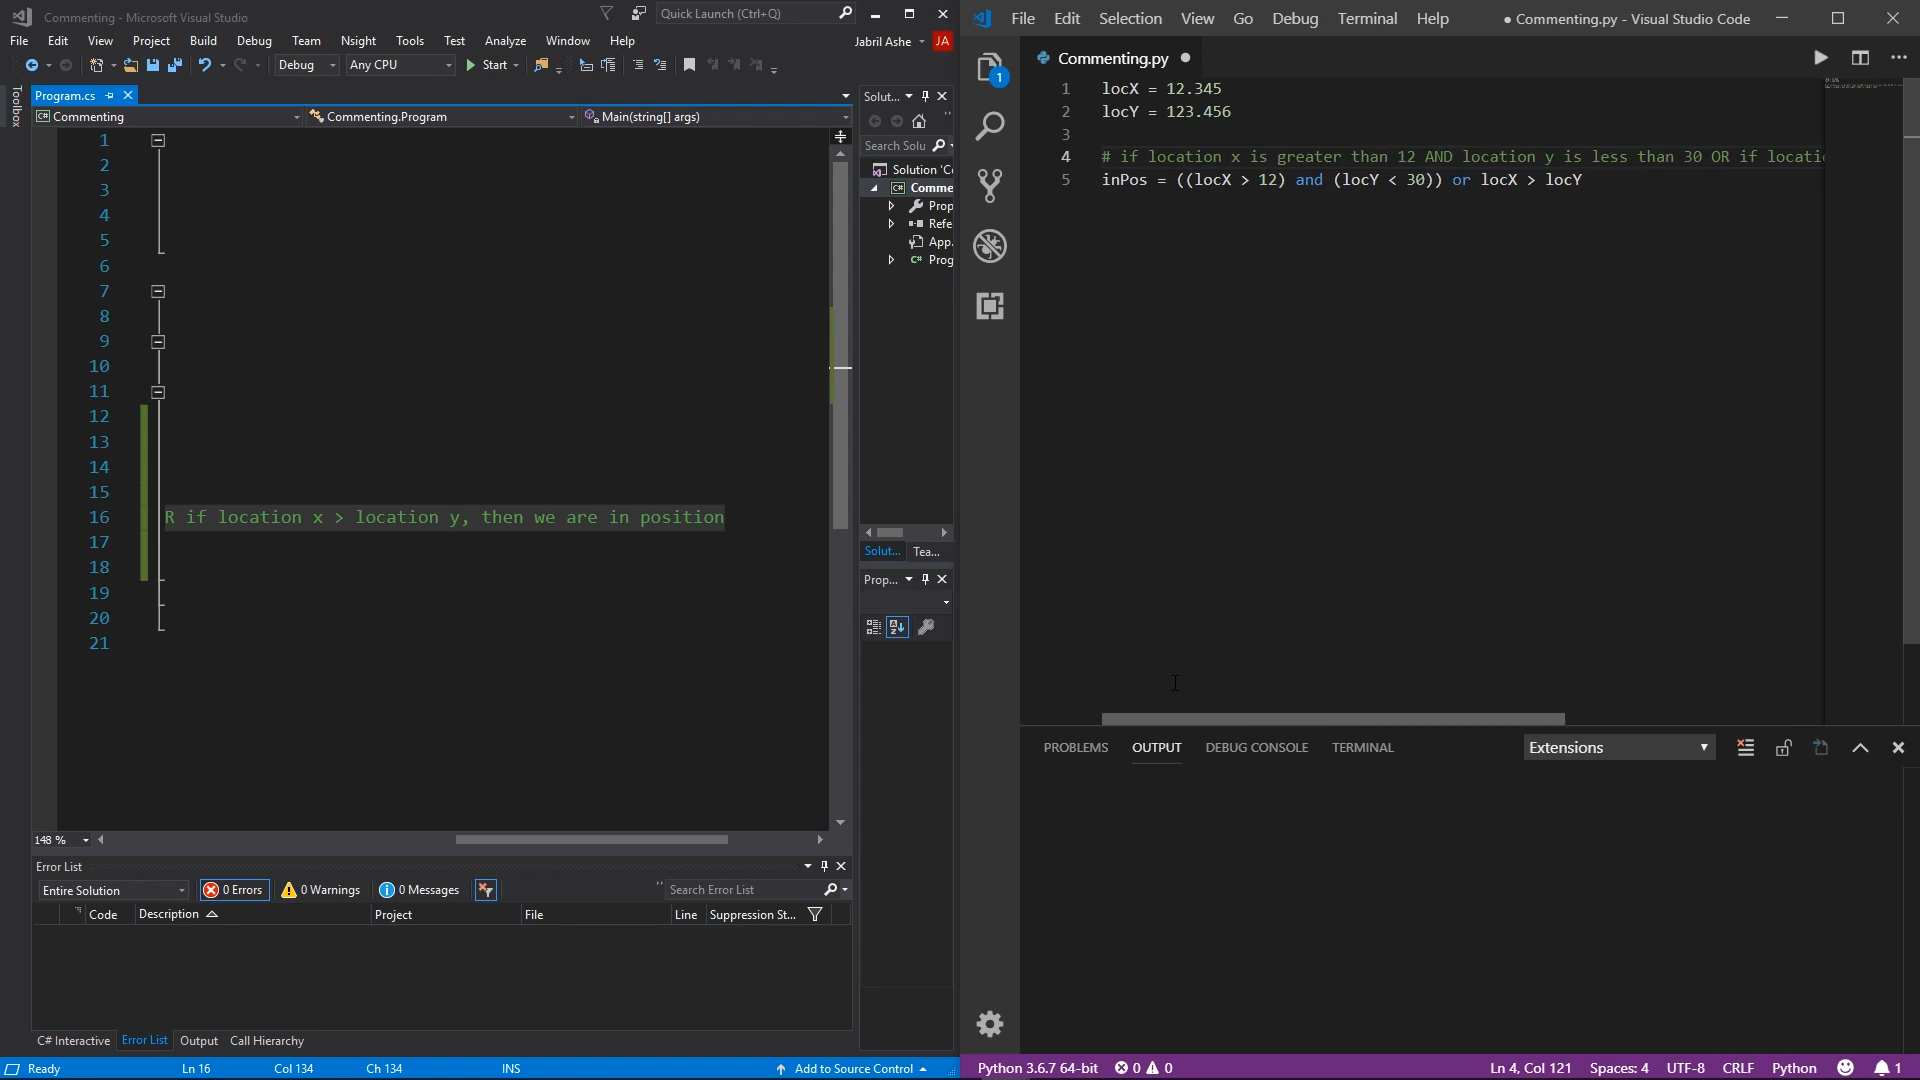 Commenting - Microsoft Visual Studio
Quick Launch (Ctrl+Q)
File Edit View Project Build Debug Team Nsight Tools Test Analyze Window Help
Jabril Ashe JA
Debug Any CPU Start
Toolbox
Program.cs
Commenting Commenting.Program Main(string[] args)
1
2
3
4
5
6
7
8
9
10
11
12
13
14
15
16 R if location x > location y, then we are in position
17
18
19
20
21
148 %
Solut...
Search Solu
Solution 'Co
Comme
Prop
Refe
App.
Prog
Solut... Tea...
Prop...
Error List
Entire Solution 0 Errors 0 Warnings 0 Messages Search Error List
Code Description Project File Line Suppression St...
C# Interactive Error List Output Call Hierarchy
Ready Ln 16 Col 134 Ch 134 INS Add to Source Control
File Edit Selection View Go Debug Terminal Help ● Commenting.py - Visual Studio Code
1
Commenting.py
1 locX = 12.345
2 locY = 123.456
3
4 # if location x is greater than 12 AND location y is less than 30 OR if locati
5 inPos = ((locX > 12) and (locY < 30)) or locX > locY
PROBLEMS OUTPUT DEBUG CONSOLE TERMINAL Extensions
Python 3.6.7 64-bit 0 0 Ln 4, Col 121 Spaces: 4 UTF-8 CRLF Python 1